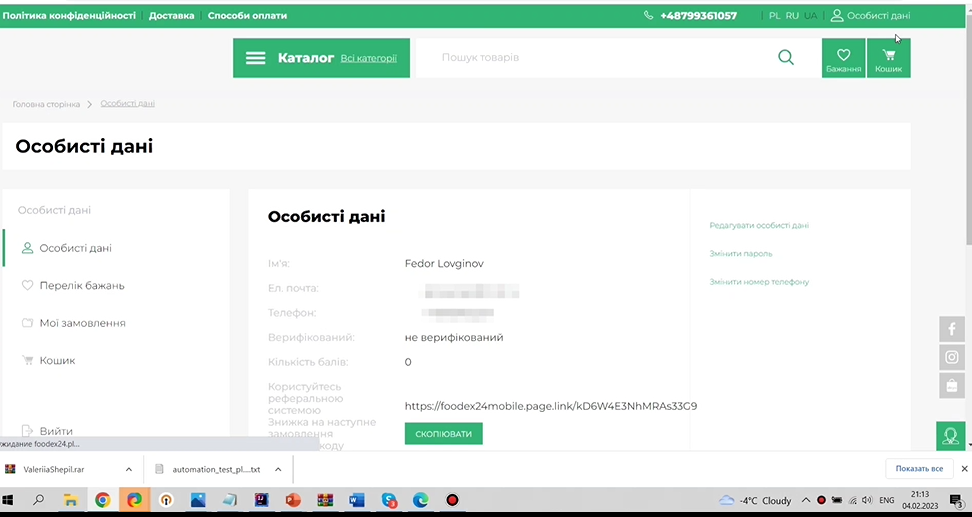 Політика конфіденційності | Доставка | Способи оплати
+48799361057 | PL RU UA | Особисті дані
Каталог Всі категорії
Пошук товарів
Бажання
Кошик
Головна сторінка > Особисті дані
Особисті дані
Особисті дані
Особисті дані
Перелік бажань
Мої замовлення
Кошик
Вийти
Особисті дані
Ім'я: Fedor Lovginov
Ел. почта:
Телефон:
Верифікований: не верифікований
Кількість балів: 0
Користуйтесь
реферальною
системою https://foodex24mobile.page.link/kD6W4E3NhMRAs33G9
Знижка на наступне
замовлення СКОПІЮВАТИ
коду
Редагувати особисті дані
Змінити пароль
Змінити номер телефону
жидание foodex24.pl...
ValeriiaShepil.rar
automation_test_pl....txt
Показать все
-4°C Cloudy
ENG
21:13
04.02.2023
3